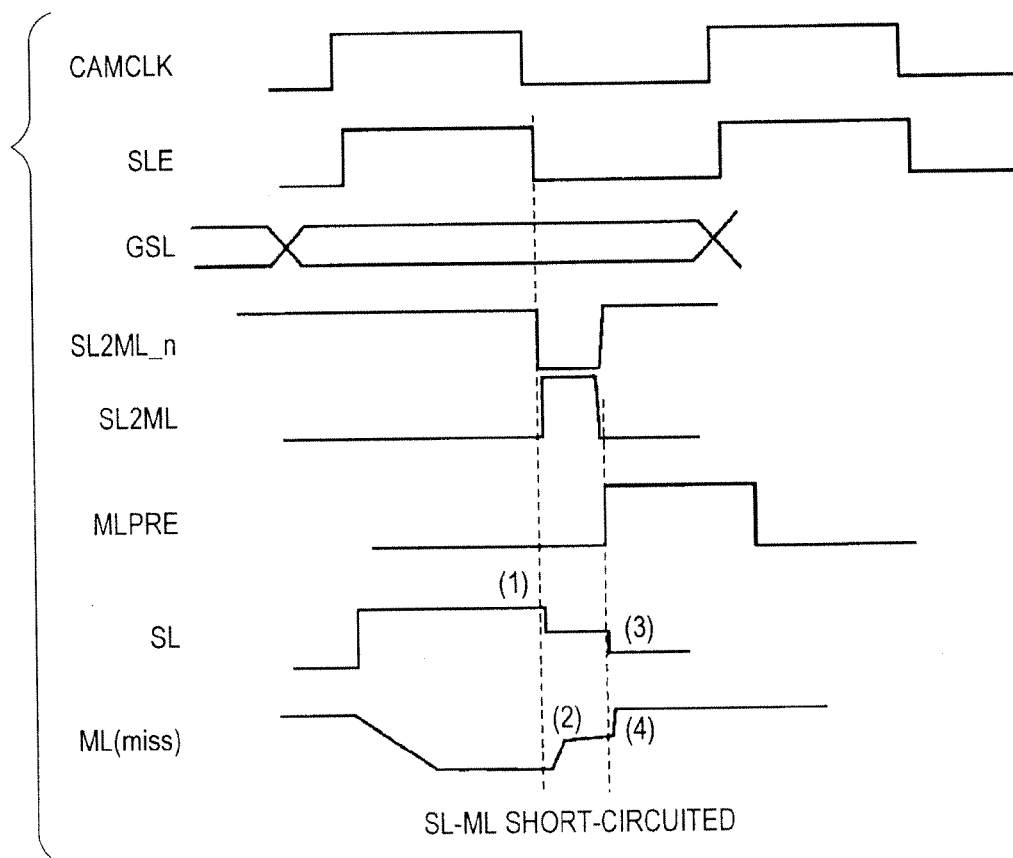 CAMCLK
SLE
GSL
SL2ML_n
SL2ML
MLPRE
(1)
SL
(3)
(2)
ML(miss)
(4)
SL-ML SHORT-CIRCUITED